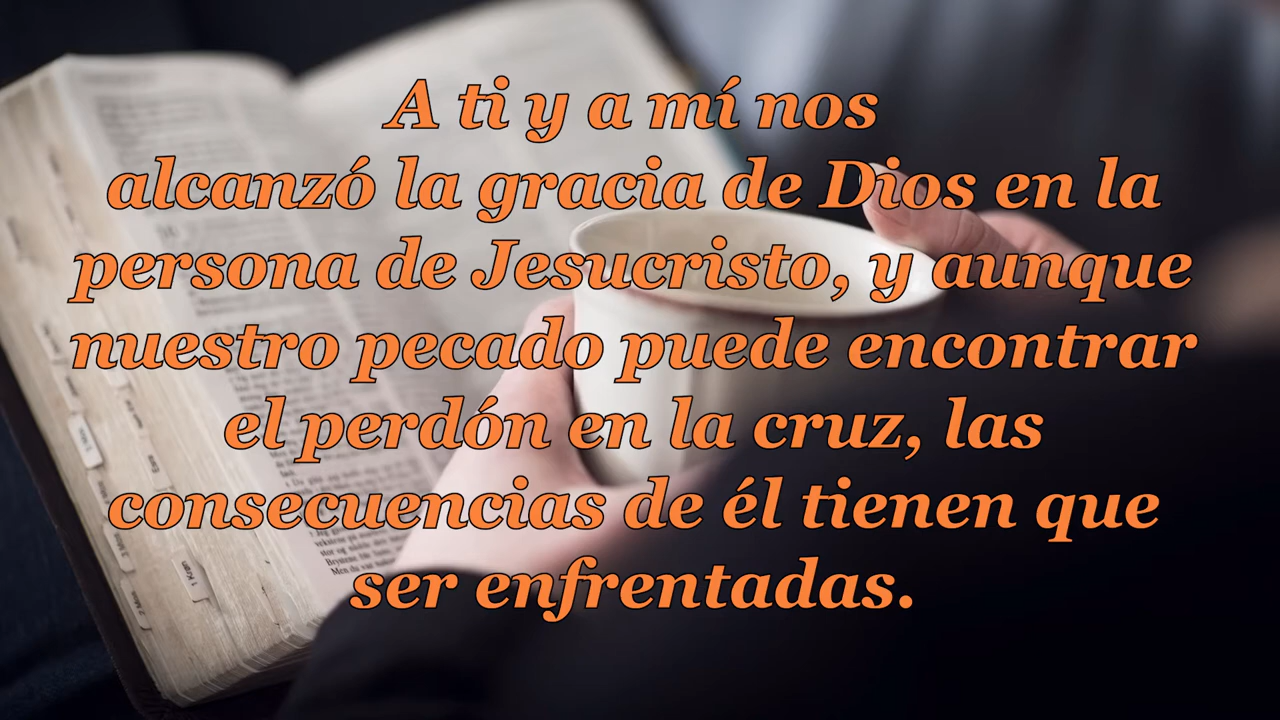 A ti y a mí nos
alcanzó la gracia de Dios en la
persona de Jesucristo, y aunque
nuestro pecado puede encontrar
el perdón en la cruz, las
consecuencias de él tienen que
ser enfrentadas.